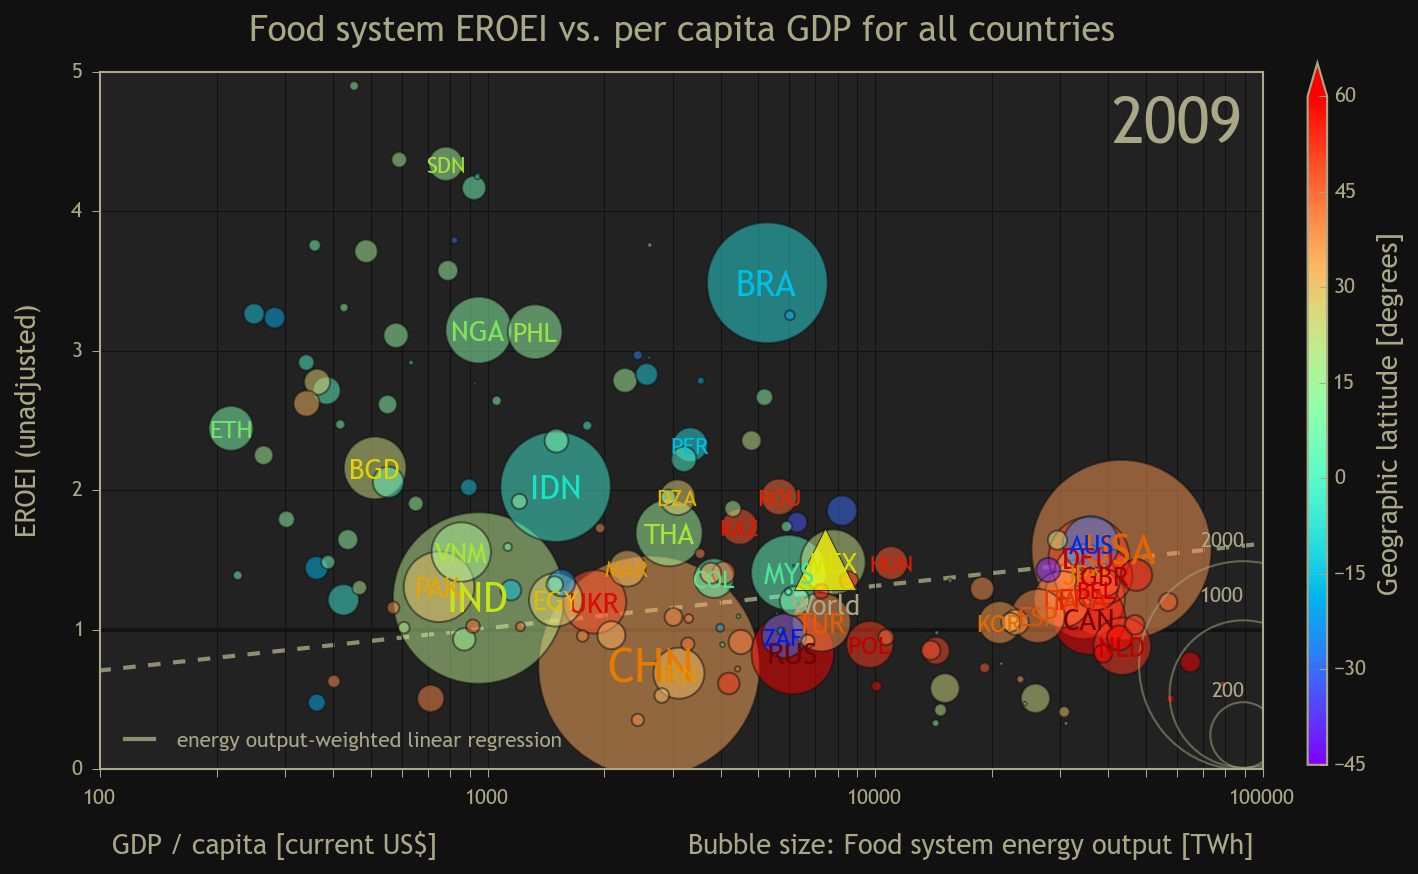 Food system EROEI vs. per capita GDP for all countries
2009
5
4
3
2
1
0
EROEI (unadjusted)
SDN
BRA
NGA
PHL
ETH
BGD
IDN
PER
DZA
ROU
KAZ
THA
VNM
PAK
IND
MAR
EGY
UKR
COL
MYS
MEX
HUN
World
AUS
USA
DEU
GBR
BEL
CAN
NLD
ESP
KOR
TUR
ZAF
RUS
POL
CHN
IRN
2000
1000
200
energy output-weighted linear regression
100
1000
10000
100000
GDP / capita [current US$]
Bubble size: Food system energy output [TWh]
60
45
30
15
0
−15
−30
−45
Geographic latitude [degrees]